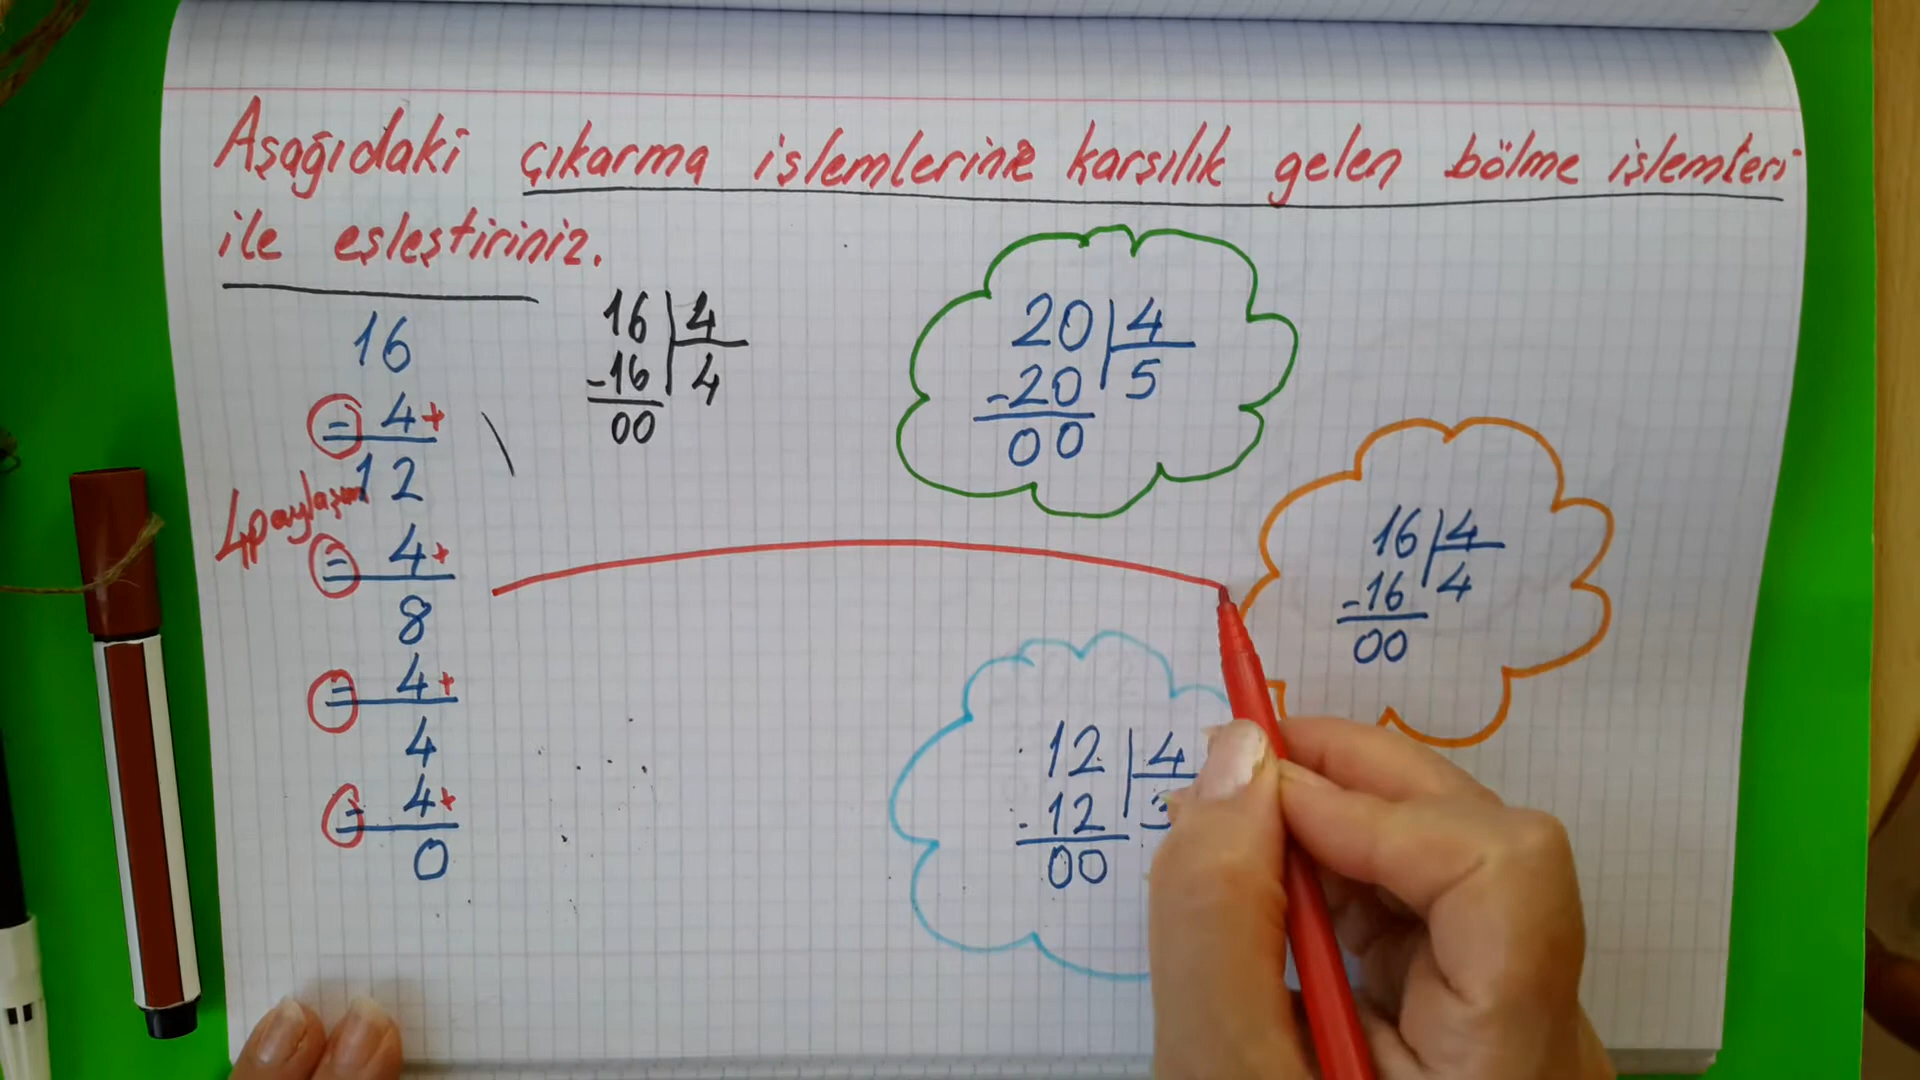 Aşağıdaki çıkarma işlemlerine karşılık gelen bölme işlemleri
ile eşleştiriniz.
16
- 4+
12
4 paylaşım
- 4+
8
- 4+
4
- 4+
0
16 | 4
-16 | 4
00
20 | 4
-20 | 5
00
16 | 4
-16 | 4
00
12 | 4
-12 | 3
00